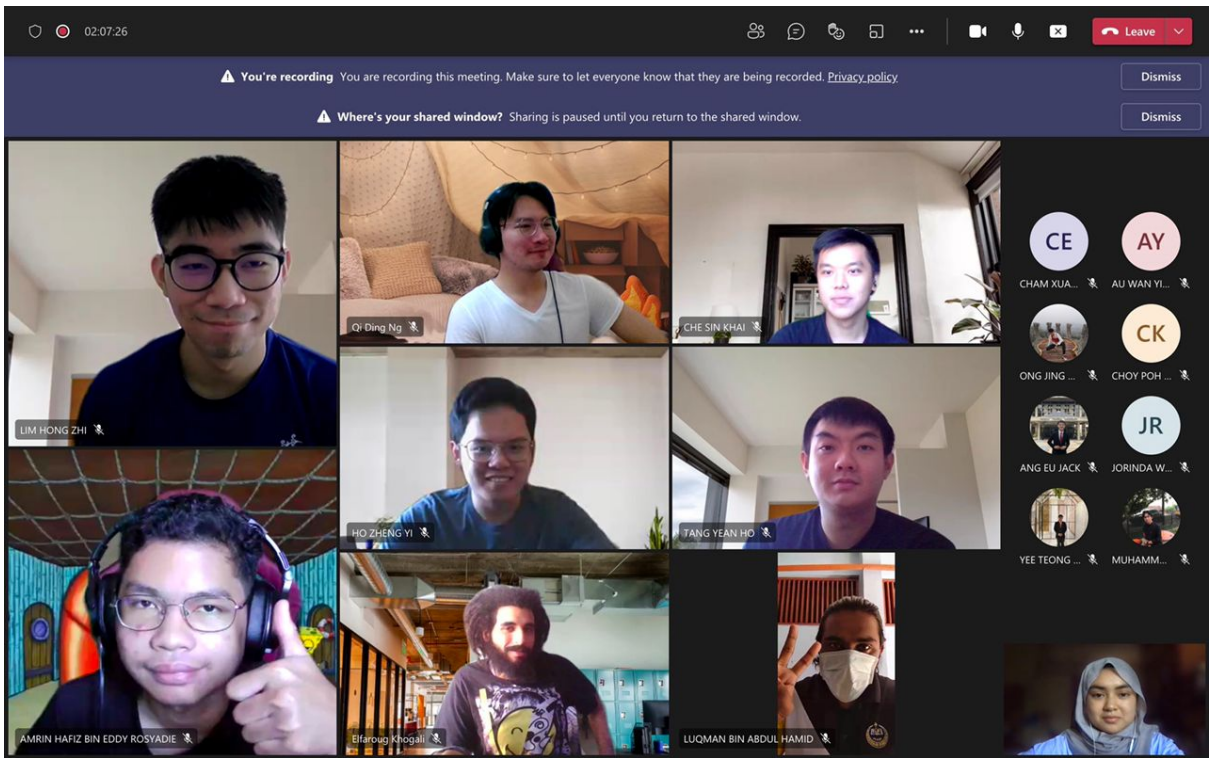 02:07:26
Leave
You're recording You are recording this meeting. Make sure to let everyone know that they are being recorded. Privacy policy
Dismiss
Where's your shared window? Sharing is paused until you return to the shared window.
Dismiss
LIM HONG ZHI
Qi Ding Ng
CHE SIN KHAI
HO ZHENG YI
TANG YEAN HO
AMRIN HAFIZ BIN EDDY ROSYADIE
Elfaroug Khogali
LUQMAN BIN ABDUL HAMID
CE
AY
CHAM XUA...
AU WAN YI...
CK
ONG JING ...
CHOY POH ...
JR
ANG EU JACK
JORINDA W...
YEE TEONG ...
MUHAMM...